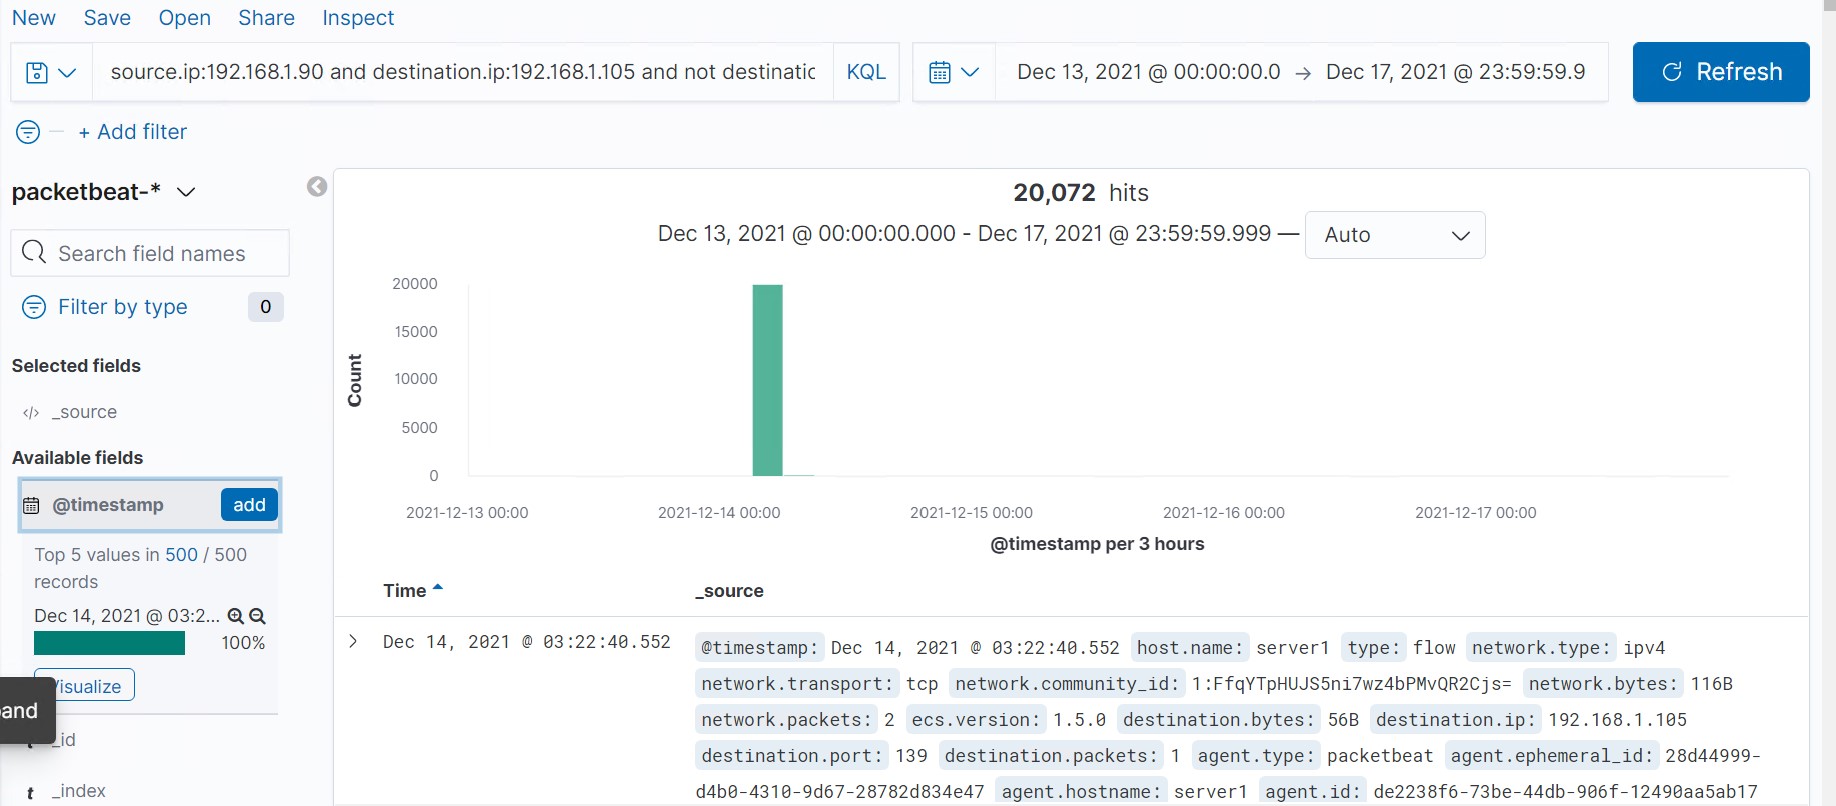 New Save Open Share Inspect
source.ip:192.168.1.90 and destination.ip:192.168.1.105 and not destinatic KQL Dec 13, 2021 @ 00:00:00.0 → Dec 17, 2021 @ 23:59:59.9 Refresh
+ Add filter
packetbeat-*
20,072 hits
Dec 13, 2021 @ 00:00:00.000 - Dec 17, 2021 @ 23:59:59.999 — Auto
Search field names
Filter by type 0
Selected fields
</> _source
Available fields
@timestamp add
Top 5 values in 500 / 500
records
Dec 14, 2021 @ 03:2...
100%
Visualize
and
t _id
t _index
20000
15000
10000
5000
0
Count
2021-12-13 00:00 2021-12-14 00:00 2021-12-15 00:00 2021-12-16 00:00 2021-12-17 00:00
@timestamp per 3 hours
Time _source
Dec 14, 2021 @ 03:22:40.552
@timestamp: Dec 14, 2021 @ 03:22:40.552 host.name: server1 type: flow network.type: ipv4
network.transport: tcp network.community_id: 1:FfqYTpHUJS5ni7wz4bPMvQR2Cjs= network.bytes: 116B
network.packets: 2 ecs.version: 1.5.0 destination.bytes: 56B destination.ip: 192.168.1.105
destination.port: 139 destination.packets: 1 agent.type: packetbeat agent.ephemeral_id: 28d44999-
d4b0-4310-9d67-28782d834e47 agent.hostname: server1 agent.id: de2238f6-73be-44db-906f-12490aa5ab17